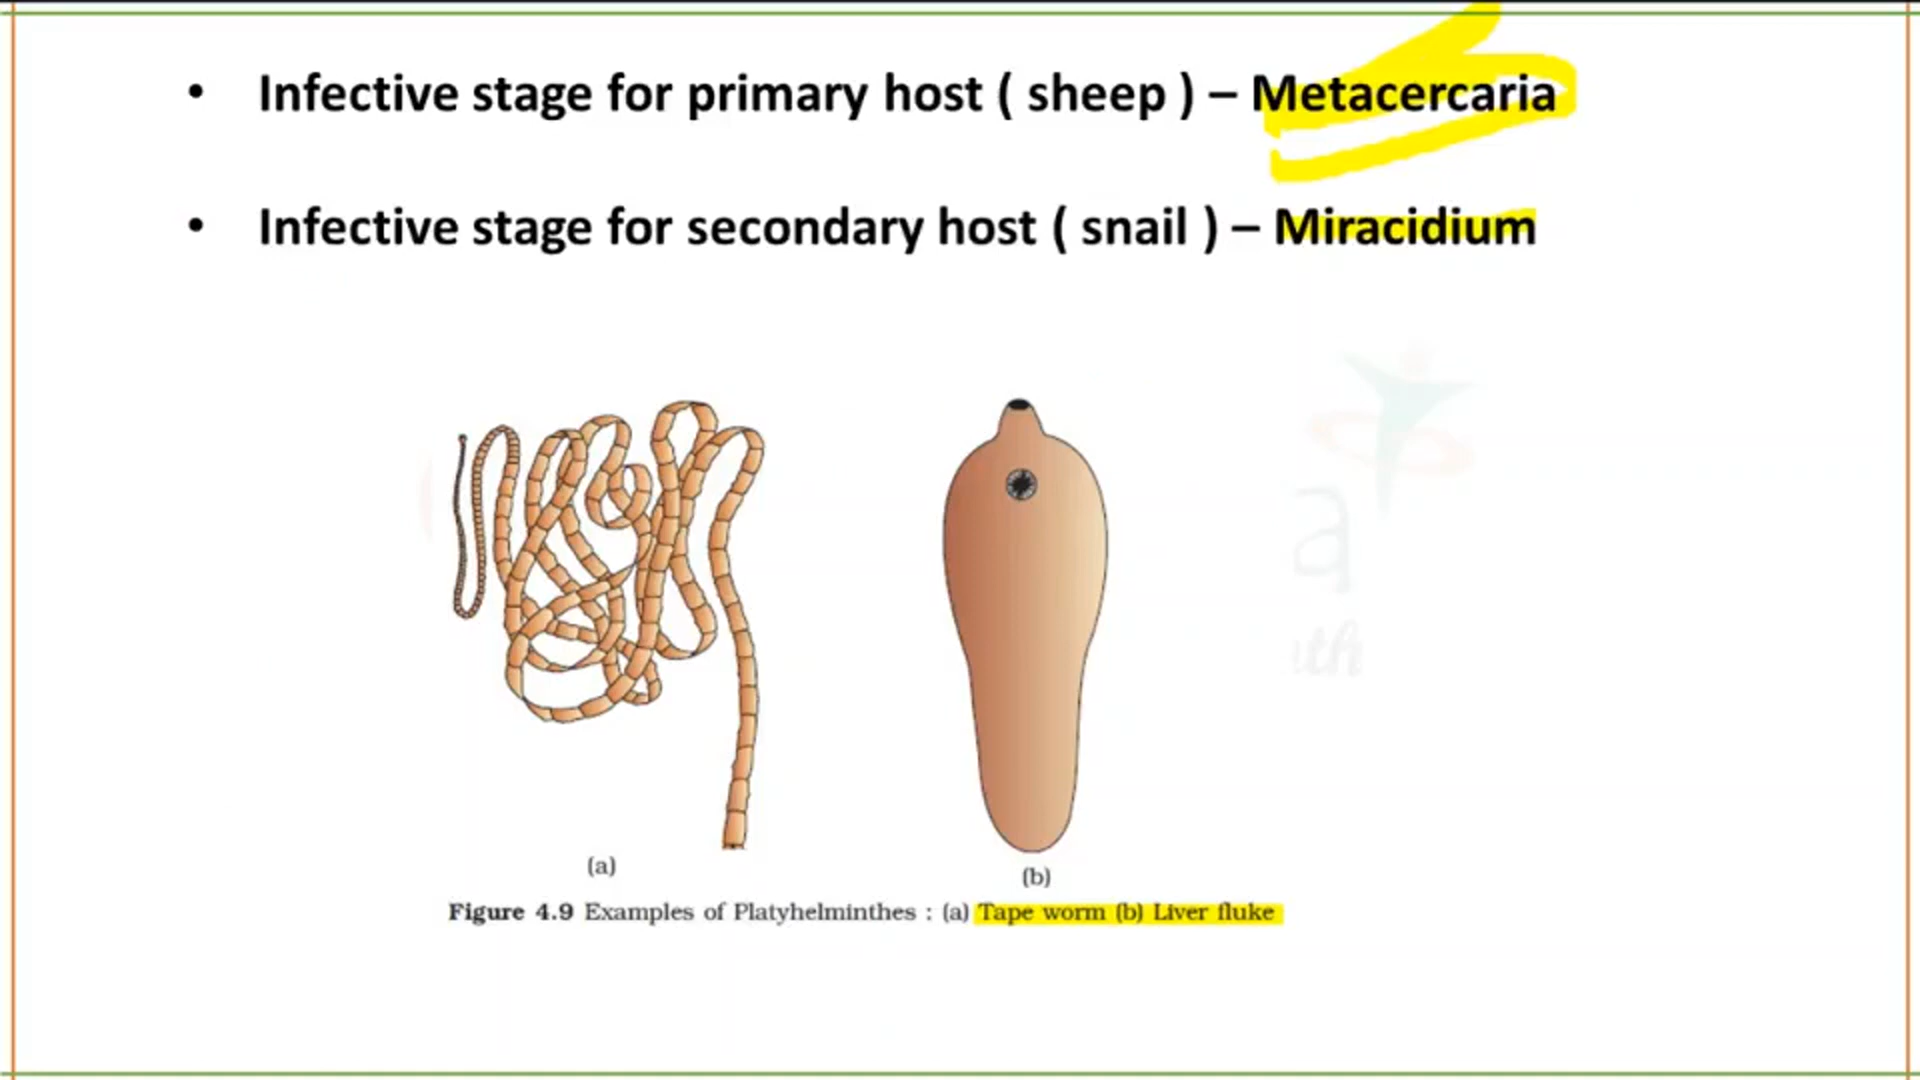 • Infective stage for primary host ( sheep ) – Metacercaria
• Infective stage for secondary host ( snail ) – Miracidium
(a)
(b)
Figure 4.9 Examples of Platyhelminthes : (a) Tape worm (b) Liver fluke